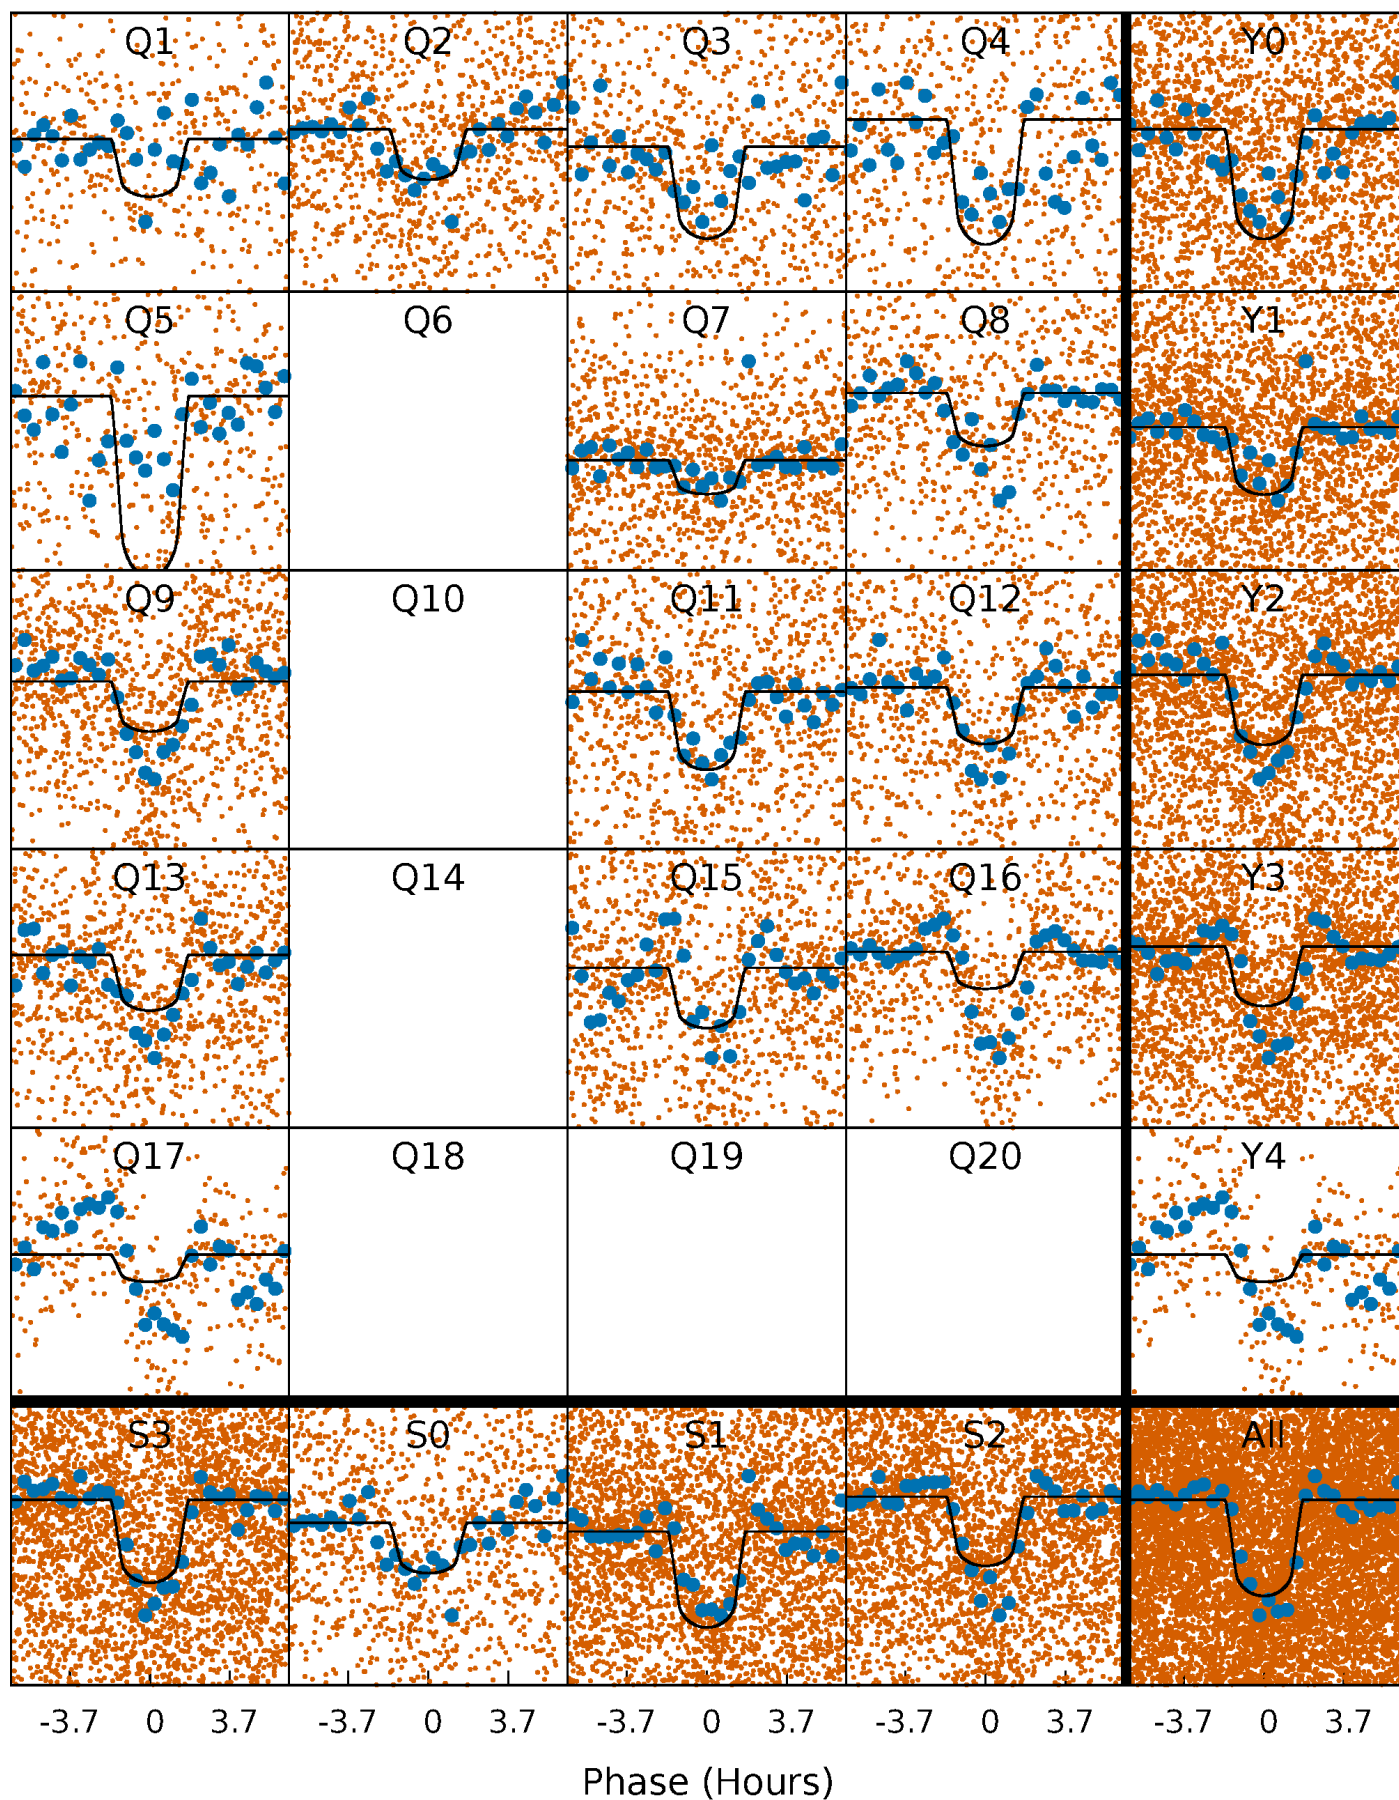 Q1 Q2 Q3 Q4 Y0
Q5 Q6 Q7 Q8 Y1
Q9 Q10 Q11 Q12 Y2
Q13 Q14 Q15 Q16 Y3
Q17 Q18 Q19 Q20 Y4
S3 S0 S1 S2 All
-3.7 0 3.7 -3.7 0 3.7 -3.7 0 3.7 -3.7 0 3.7 -3.7 0 3.7
Phase (Hours)